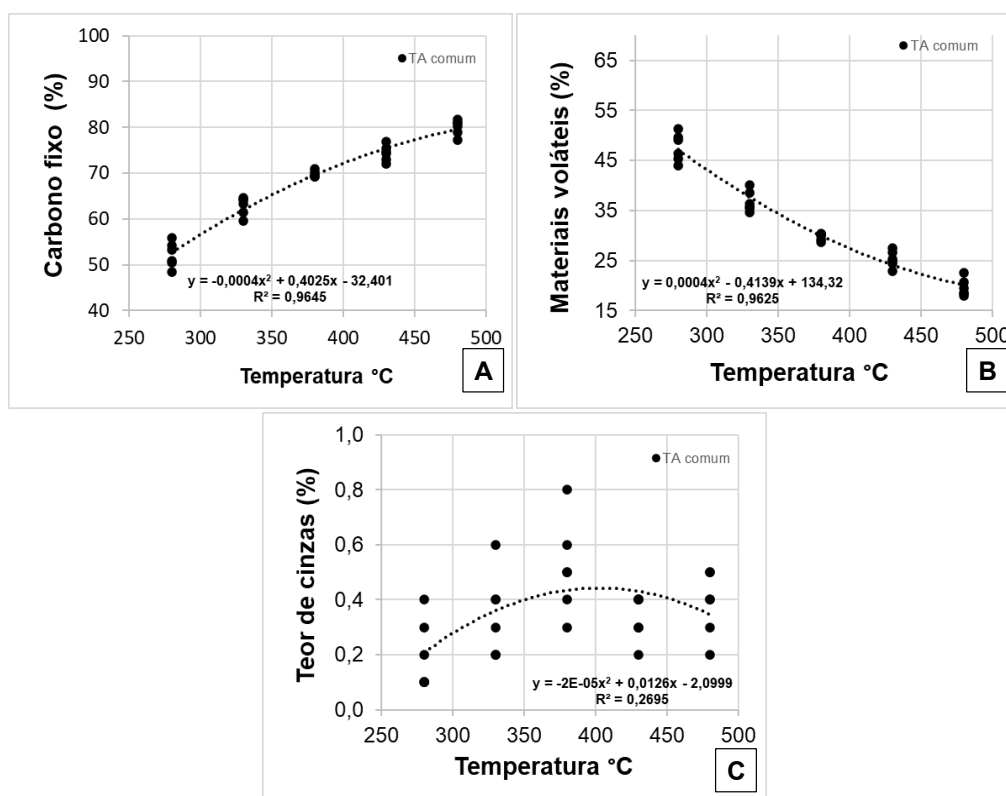 100
90
80
70
60
50
40
Carbono fixo (%)
TA comum
y = -0,0004x² + 0,4025x - 32,401
R² = 0,9645
250 300 350 400 450 500
Temperatura °C
A
65
55
45
35
25
15
Materiais voláteis (%)
TA comum
y = 0,0004x² - 0,4139x + 134,32
R² = 0,9625
250 300 350 400 450 500
Temperatura °C
B
1,0
0,8
0,6
0,4
0,2
0,0
Teor de cinzas (%)
TA comum
y = -2E-05x² + 0,0126x - 2,0999
R² = 0,2695
250 300 350 400 450 500
Temperatura °C
C